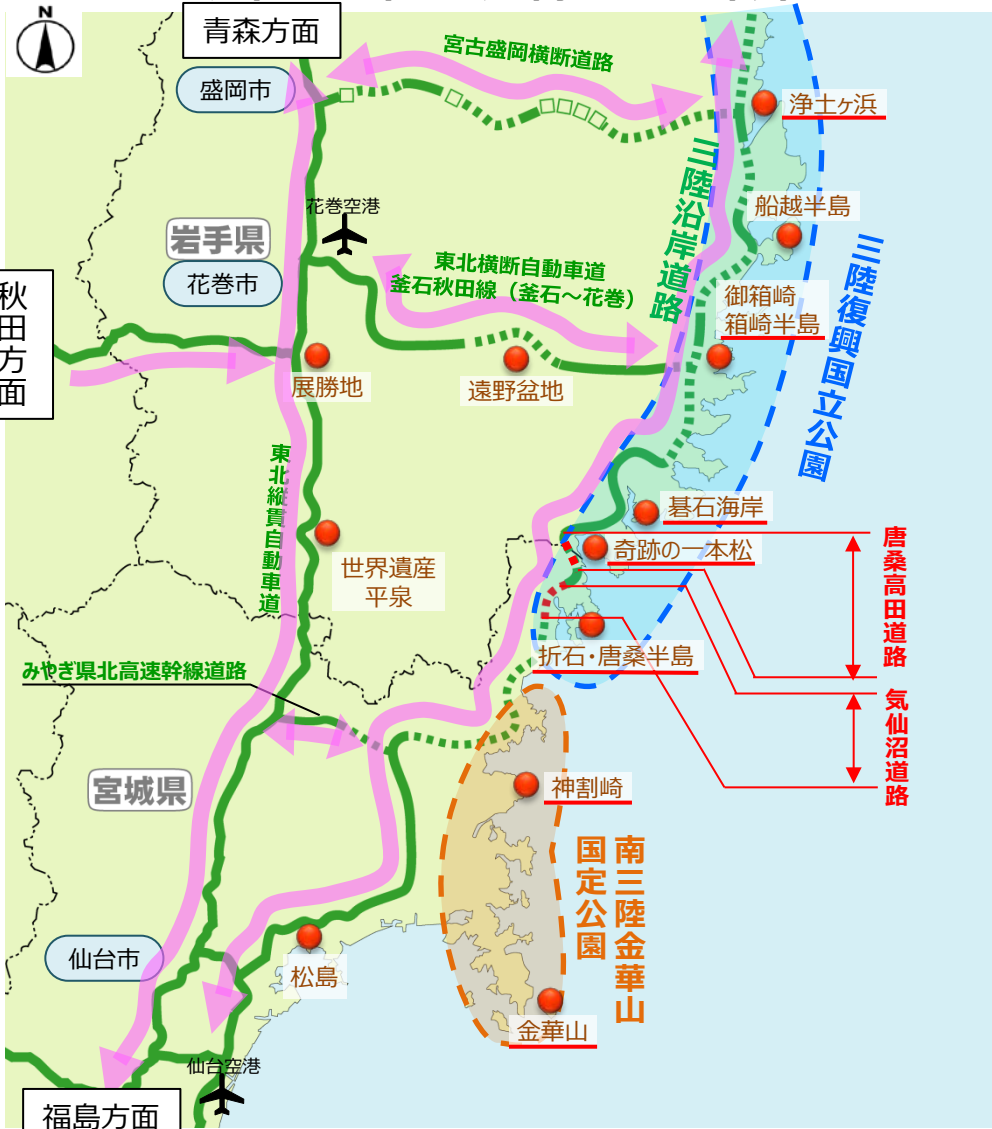 N
青森方面
宮古盛岡横断道路
盛岡市
浄土ヶ浜
三陸沿岸道路
船越半島
花巻空港
岩手県
花巻市
東北横断自動車道
釜石秋田線（釜石～花巻）
三陸復興国立公園
秋田方面
御箱崎
箱崎半島
展勝地
遠野盆地
東北縦貫自動車道
碁石海岸
奇跡の一本松
唐桑高田道路
世界遺産
平泉
折石・唐桑半島
みやぎ県北高速幹線道路
気仙沼道路
宮城県
神割崎
南三陸金華山
国定公園
仙台市
松島
金華山
仙台空港
福島方面